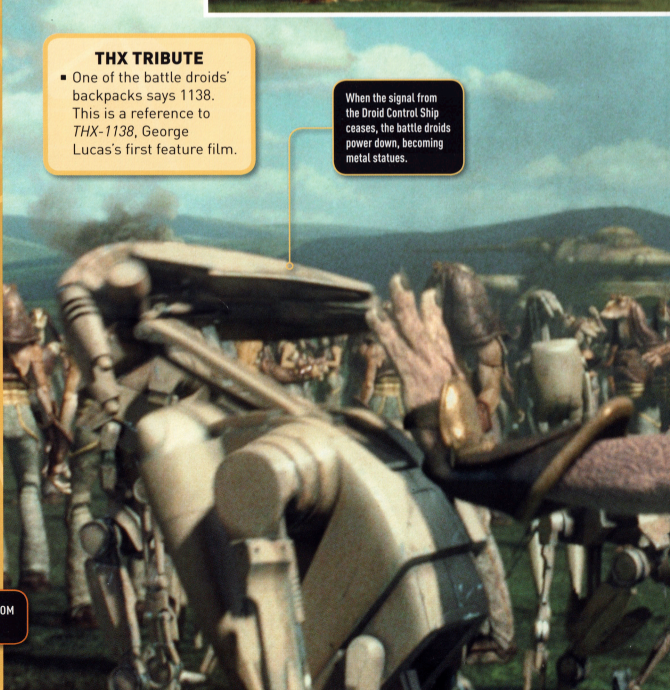 THX TRIBUTE
▪ One of the battle droids’
backpacks says 1138.
This is a reference to
THX-1138, George
Lucas’s first feature film.
When the signal from
the Droid Control Ship
ceases, the battle droids
power down, becoming
metal statues.
OM